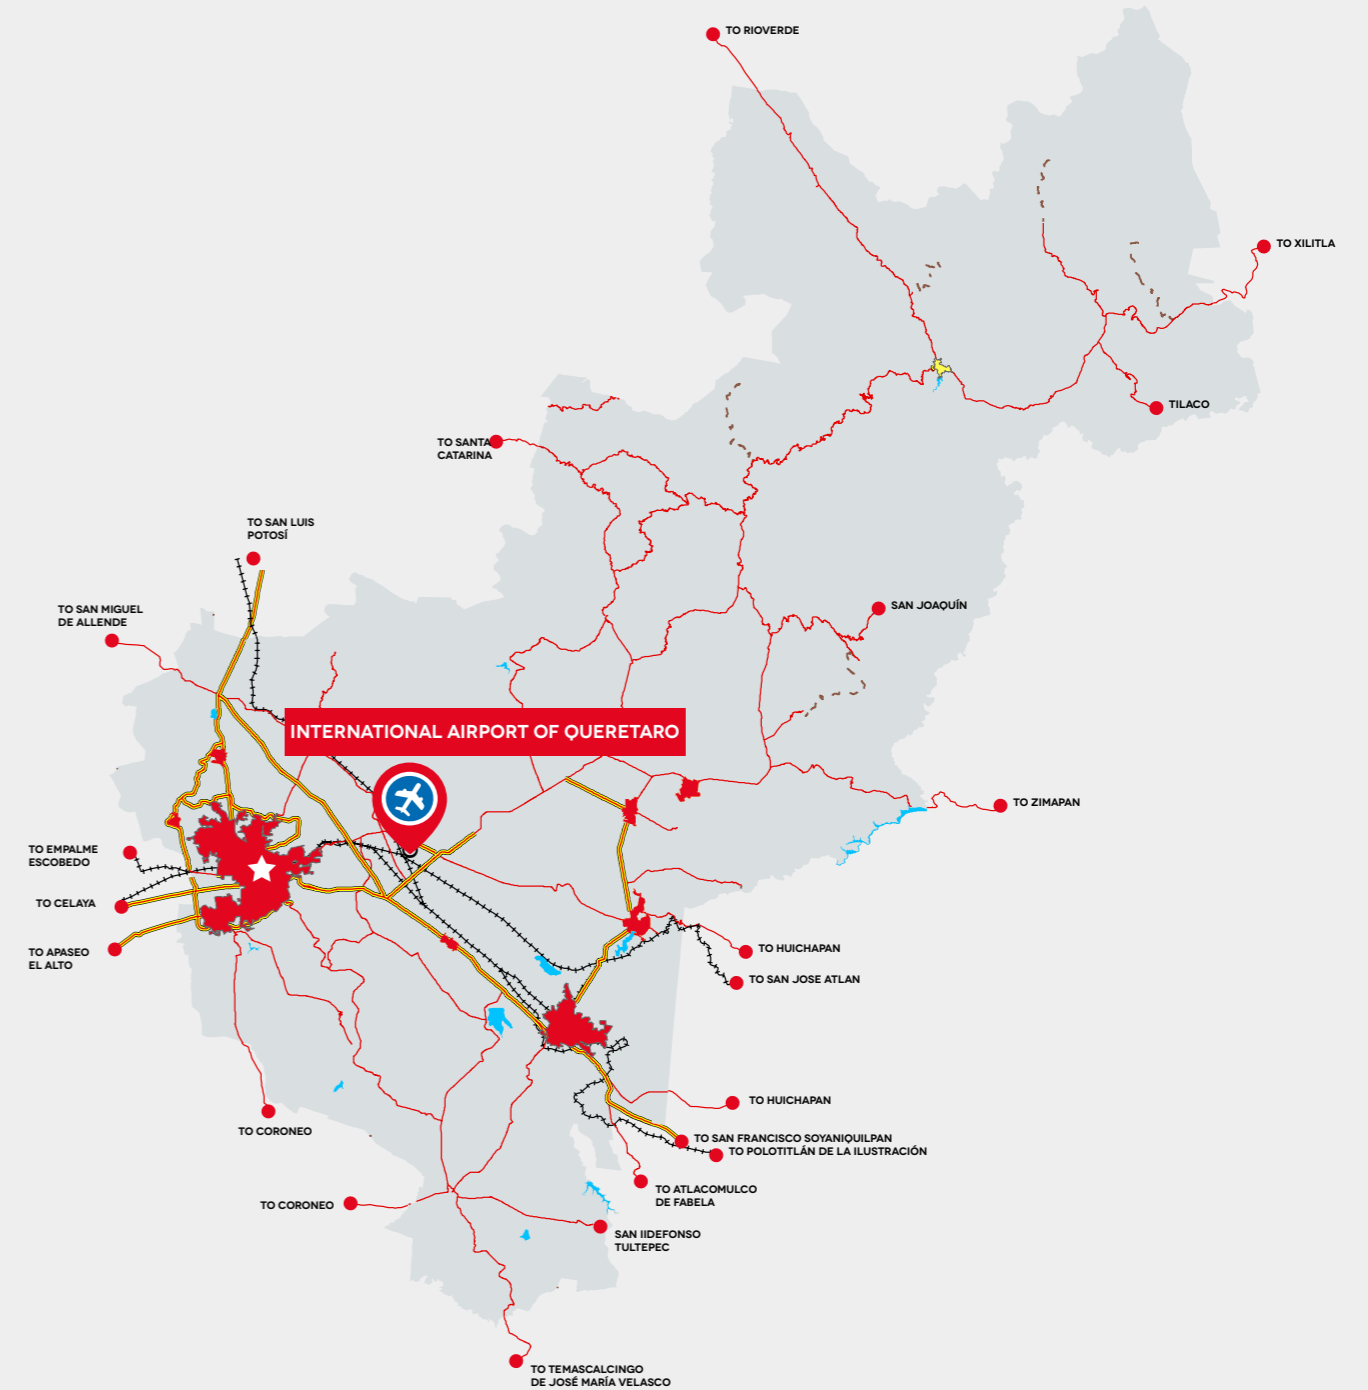 TO RIOVERDE
TO XILITLA
TILACO
TO SANTA
CATARINA
TO SAN LUIS
POTOSÍ
TO SAN MIGUEL
DE ALLENDE
SAN JOAQUÍN
INTERNATIONAL AIRPORT OF QUERETARO
TO ZIMAPAN
TO EMPALME
ESCOBEDO
TO CELAYA
TO APASEO
EL ALTO
TO HUICHAPAN
TO SAN JOSE ATLAN
TO HUICHAPAN
TO CORONEO
TO SAN FRANCISCO SOYANIQUILPAN
TO POLOTITLÁN DE LA ILUSTRACIÓN
TO ATLACOMULCO
DE FABELA
TO CORONEO
SAN IIDEFONSO
TULTEPEC
TO TEMASCALCINGO
DE JOSÉ MARÍA VELASCO